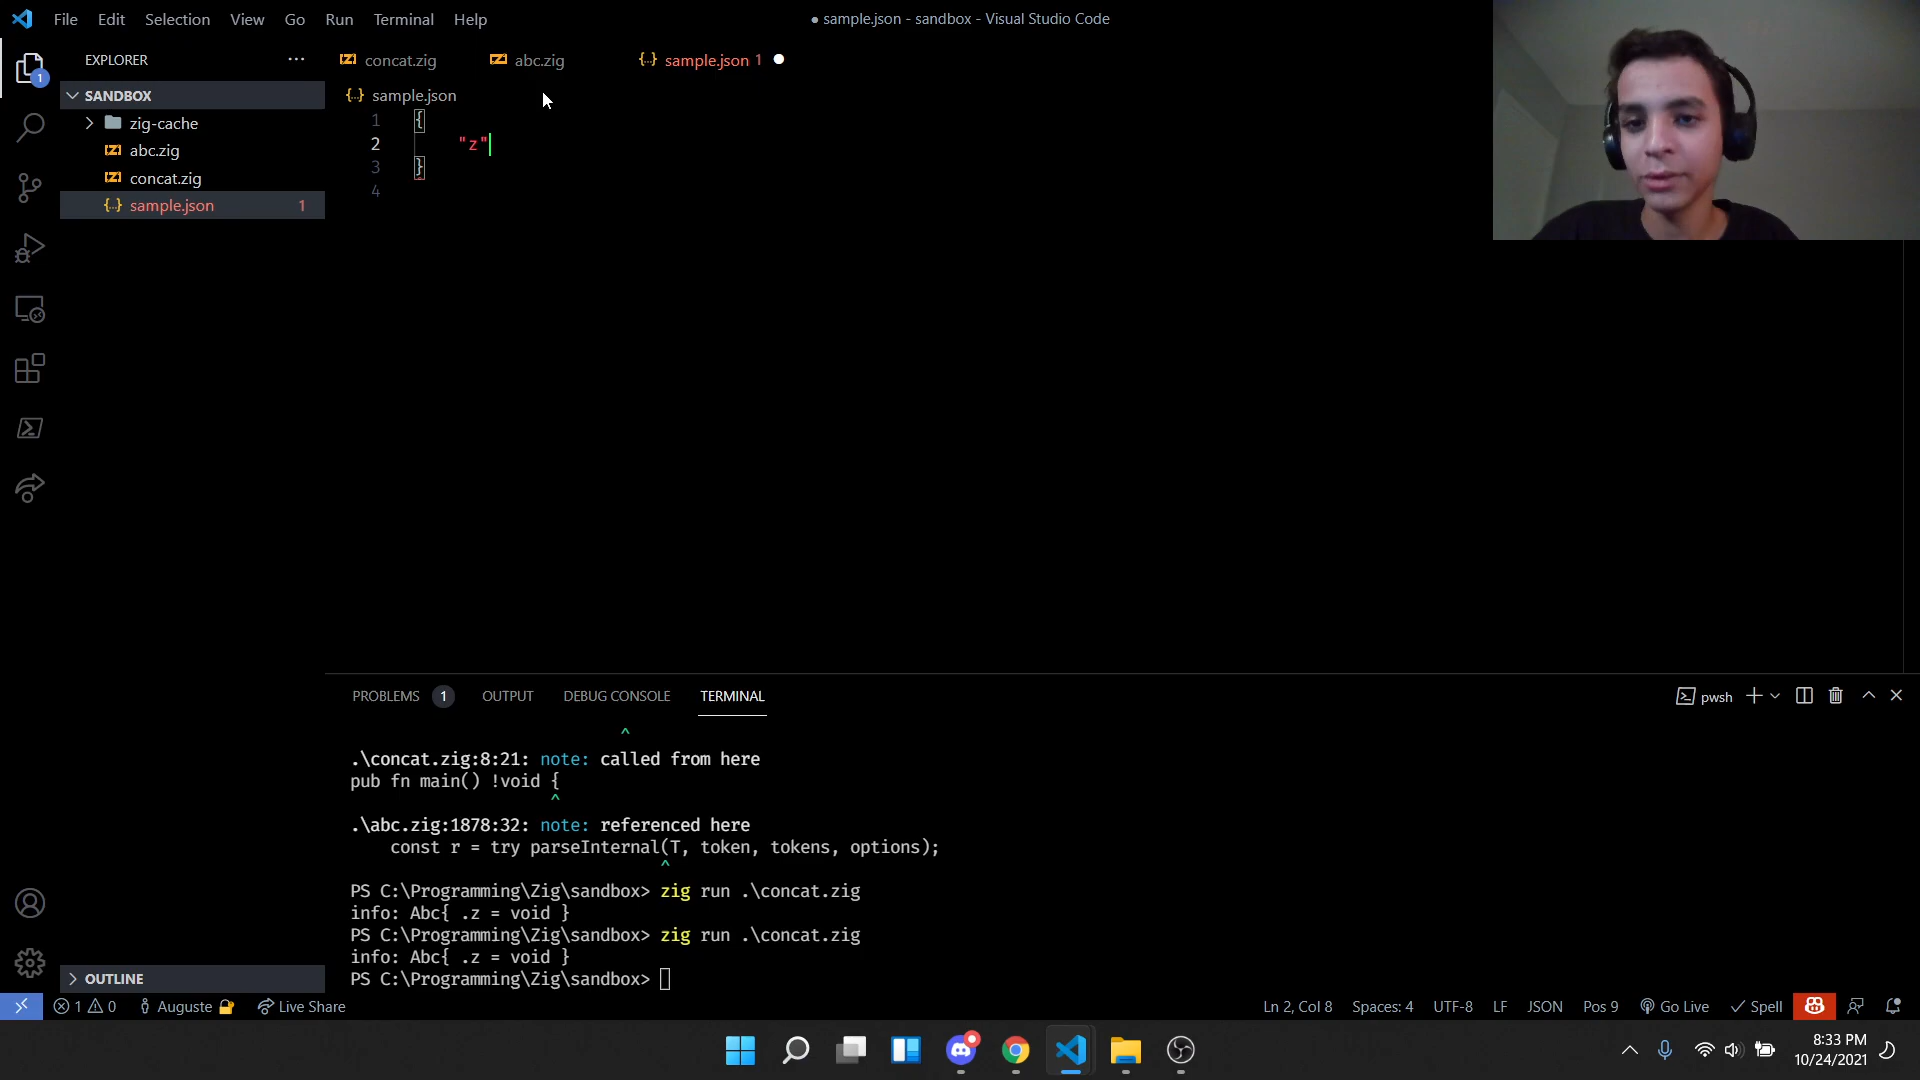 File Edit Selection View Go Run Terminal Help
● sample.json - sandbox - Visual Studio Code
EXPLORER
1
SANDBOX
zig-cache
abc.zig
concat.zig
sample.json 1
concat.zig
abc.zig
sample.json 1
sample.json
1 {
2 "z"
3 }
4
PROBLEMS 1 OUTPUT DEBUG CONSOLE TERMINAL
pwsh
^
.\concat.zig:8:21: note: called from here
pub fn main() !void {
^
.\abc.zig:1878:32: note: referenced here
const r = try parseInternal(T, token, tokens, options);
^
PS C:\Programming\Zig\sandbox> zig run .\concat.zig
info: Abc{ .z = void }
PS C:\Programming\Zig\sandbox> zig run .\concat.zig
info: Abc{ .z = void }
PS C:\Programming\Zig\sandbox>
OUTLINE
1 0 Auguste Live Share
Ln 2, Col 8 Spaces: 4 UTF-8 LF JSON Pos 9 Go Live Spell
8:33 PM
10/24/2021